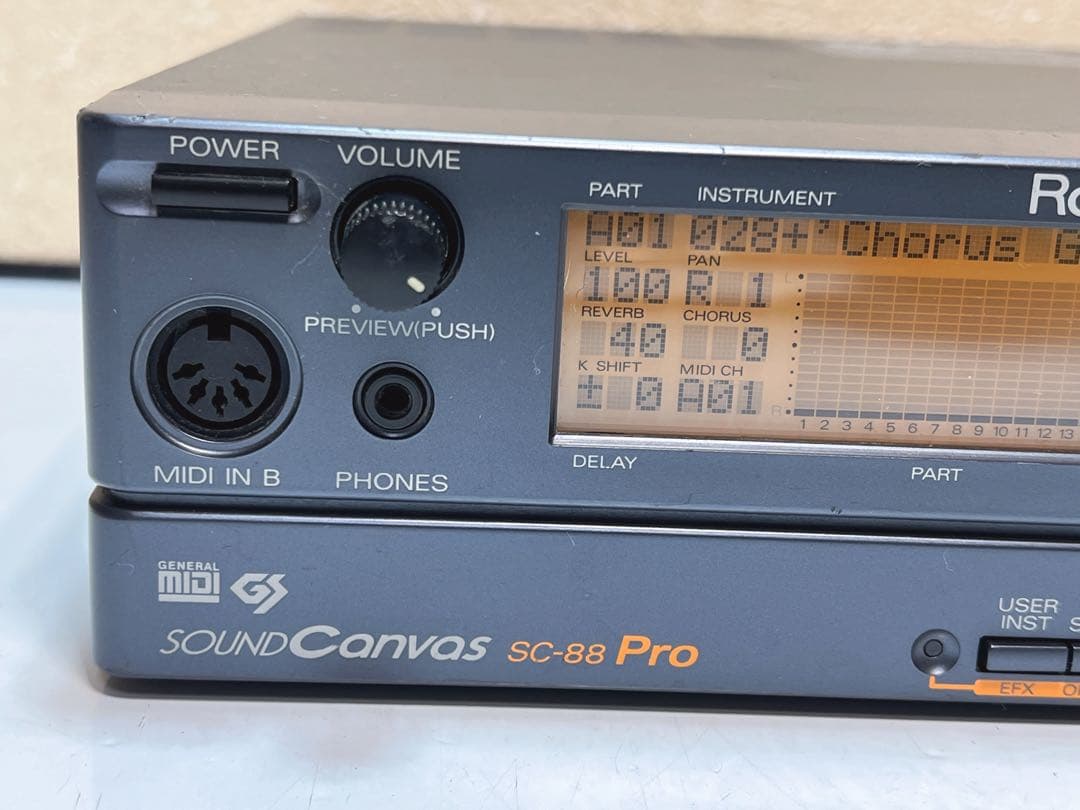 POWER
VOLUME
PREVIEW(PUSH)
MIDI IN B
PHONES
PART INSTRUMENT
Ro
A01 028+' Chorus G
LEVEL PAN
100 R 1
REVERB CHORUS
40 0
K SHIFT MIDI CH
± 0 A01
L
R
1 2 3 4 5 6 7 8 9 10 11 12 13
DELAY PART
GENERAL
MIDI GS
SOUND Canvas SC-88 Pro
USER
INST S
EFX O